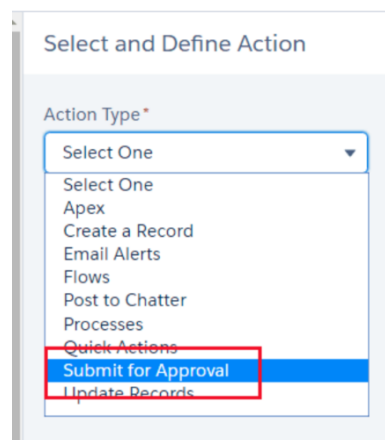 Select and Define Action
Action Type*
Select One
Select One
Apex
Create a Record
Email Alerts
Flows
Post to Chatter
Processes
Quick Actions
Submit for Approval
Update Records